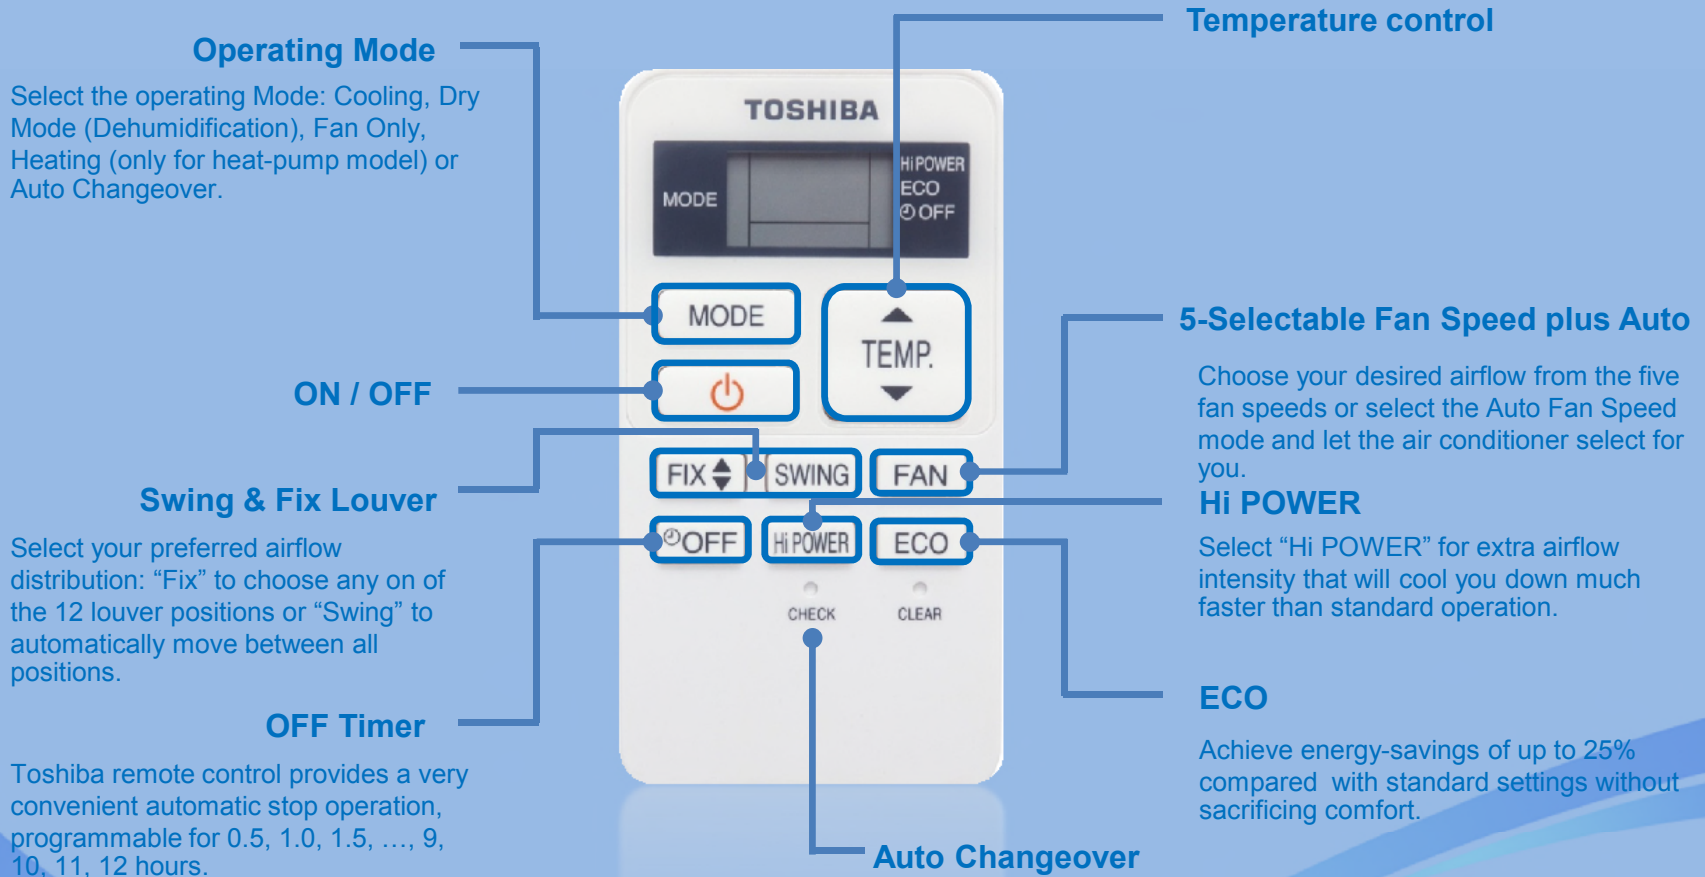 Operating Mode
Select the operating Mode: Cooling, Dry
Mode (Dehumidification), Fan Only,
Heating (only for heat-pump model) or
Auto Changeover.
ON / OFF
Swing & Fix Louver
Select your preferred airflow
distribution: “Fix” to choose any on of
the 12 louver positions or “Swing” to
automatically move between all
positions.
OFF Timer
Toshiba remote control provides a very
convenient automatic stop operation,
programmable for 0.5, 1.0, 1.5, …, 9,
10, 11, 12 hours.
TOSHIBA
MODE
Hi POWER
ECO
OFF
MODE
TEMP.
FIX
SWING
FAN
OFF
Hi POWER
ECO
CHECK
CLEAR
Temperature control
5-Selectable Fan Speed plus Auto
Choose your desired airflow from the five
fan speeds or select the Auto Fan Speed
mode and let the air conditioner select for
you.
Hi POWER
Select “Hi POWER” for extra airflow
intensity that will cool you down much
faster than standard operation.
ECO
Achieve energy-savings of up to 25%
compared with standard settings without
sacrificing comfort.
Auto Changeover